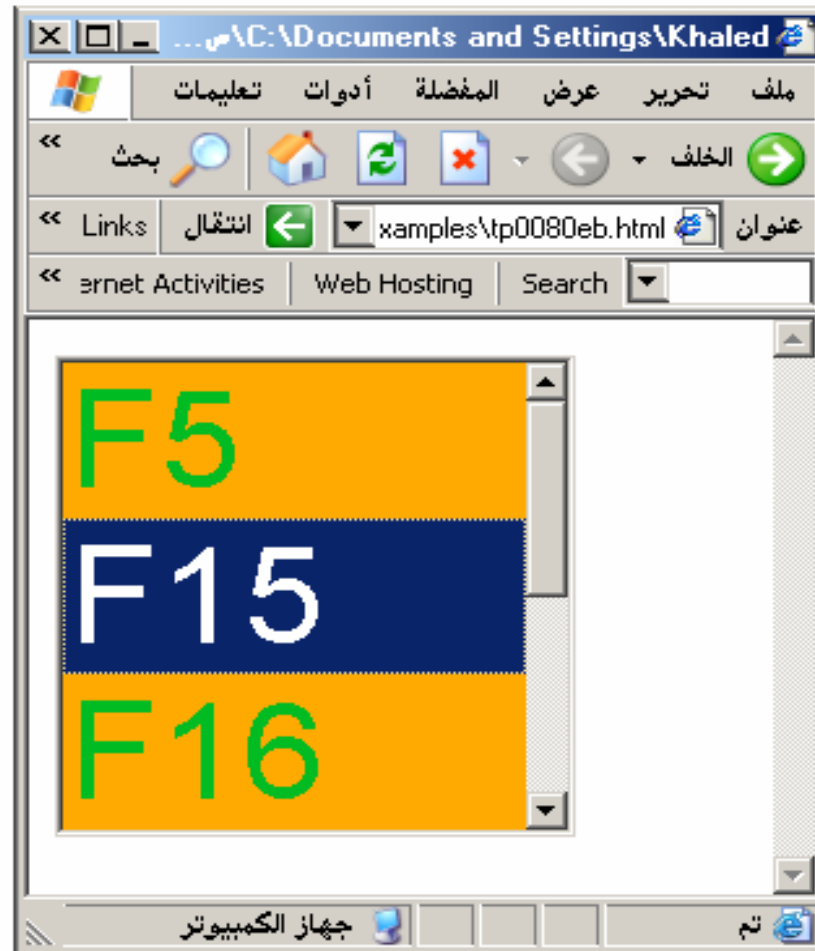 C:\Documents and Settings\Khaled\ص...
ملف تحرير عرض المفضلة أدوات تعليمات
الخلف بحث »
عنوان xamples\tp0080eb.html انتقال Links »
Search Web Hosting ernet Activities »
F5
F15
F16
تم جهاز الكمبيوتر